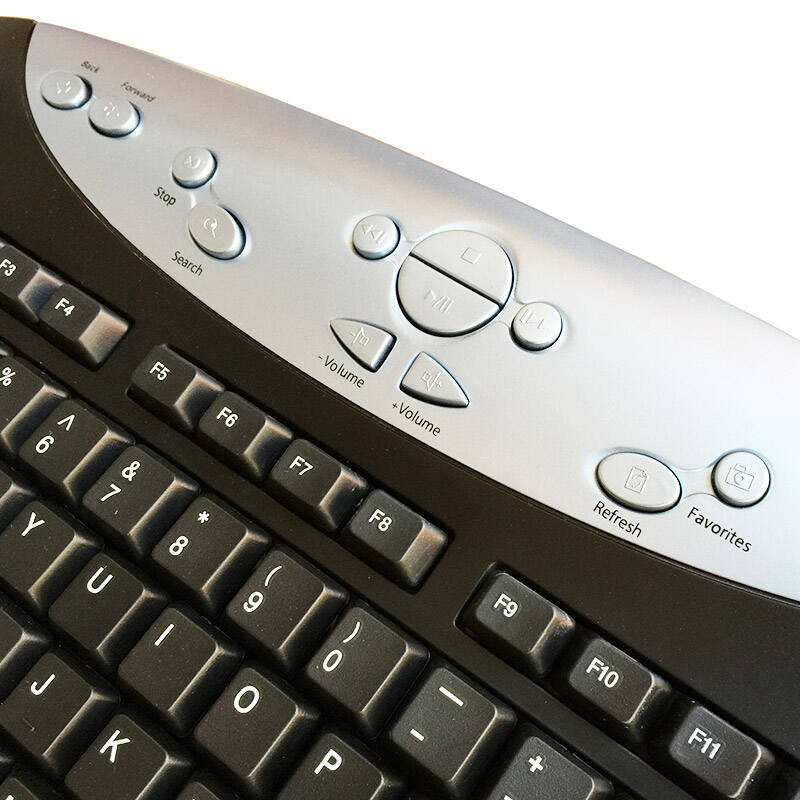 Back
Forward
Stop
Search
- Volume
+Volume
Refresh
Favorites
F3
F4
F5
F6
F7
F8
F9
F10
F11
%
^
6
&
7
*
8
(
9
)
0
—
-
+
Y
U
I
O
P
J
K